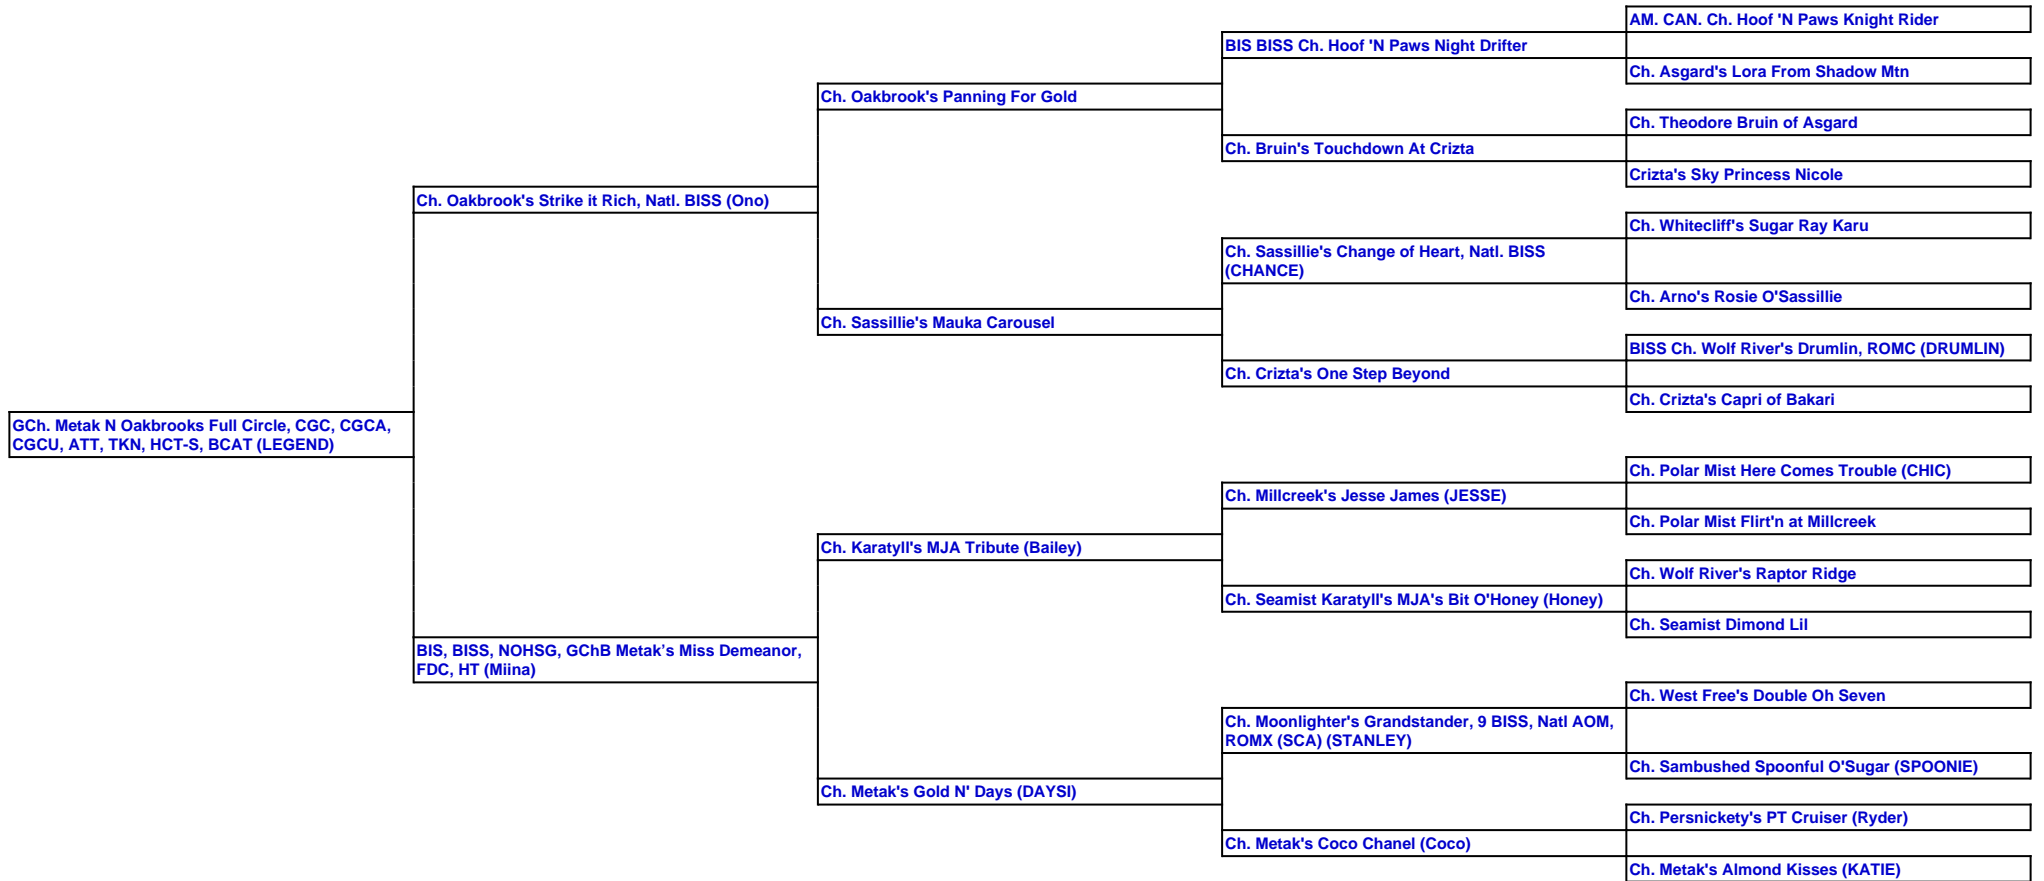 AM. CAN. Ch. Hoof 'N Paws Knight Rider
BIS BISS Ch. Hoof 'N Paws Night Drifter
Ch. Asgard's Lora From Shadow Mtn
Ch. Oakbrook's Panning For Gold
Ch. Theodore Bruin of Asgard
Ch. Bruin's Touchdown At Crizta
Crizta's Sky Princess Nicole
Ch. Oakbrook's Strike it Rich, Natl. BISS (Ono)
Ch. Whitecliff's Sugar Ray Karu
Ch. Sassillie's Change of Heart, Natl. BISS
(CHANCE)
Ch. Arno's Rosie O'Sassillie
Ch. Sassillie's Mauka Carousel
BISS Ch. Wolf River's Drumlin, ROMC (DRUMLIN)
Ch. Crizta's One Step Beyond
Ch. Crizta's Capri of Bakari
GCh. Metak N Oakbrooks Full Circle, CGC, CGCA,
CGCU, ATT, TKN, HCT-S, BCAT (LEGEND)
Ch. Polar Mist Here Comes Trouble (CHIC)
Ch. Millcreek's Jesse James (JESSE)
Ch. Polar Mist Flirt'n at Millcreek
Ch. Karatyll's MJA Tribute (Bailey)
Ch. Wolf River's Raptor Ridge
Ch. Seamist Karatyll's MJA's Bit O'Honey (Honey)
Ch. Seamist Dimond Lil
BIS, BISS, NOHSG, GChB Metak’s Miss Demeanor,
FDC, HT (Miina)
Ch. West Free's Double Oh Seven
Ch. Moonlighter's Grandstander, 9 BISS, Natl AOM,
ROMX (SCA) (STANLEY)
Ch. Sambushed Spoonful O'Sugar (SPOONIE)
Ch. Metak's Gold N' Days (DAYSI)
Ch. Persnickety's PT Cruiser (Ryder)
Ch. Metak's Coco Chanel (Coco)
Ch. Metak's Almond Kisses (KATIE)